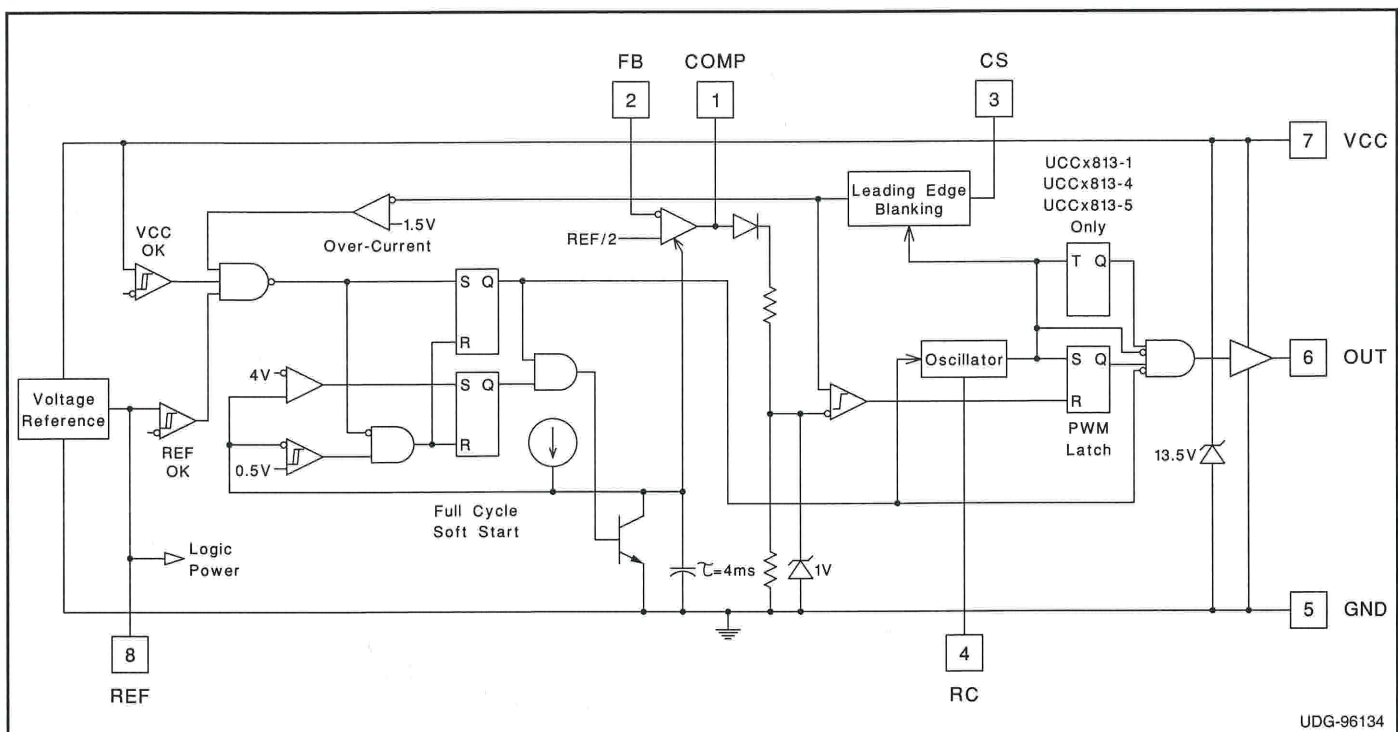 FB
COMP
CS
2
1
3
7
VCC
UCCx813-1
UCCx813-4
UCCx813-5
Only
Leading Edge
Blanking
1.5V
Over-Current
VCC
OK
REF/2
T Q
S Q
R
4V
S Q
R
0.5V
Voltage
Reference
REF
OK
Oscillator
S Q
R
PWM
Latch
6
OUT
13.5V
Full Cycle
Soft Start
Logic
Power
τ=4ms
1V
5
GND
8
REF
4
RC
UDG-96134